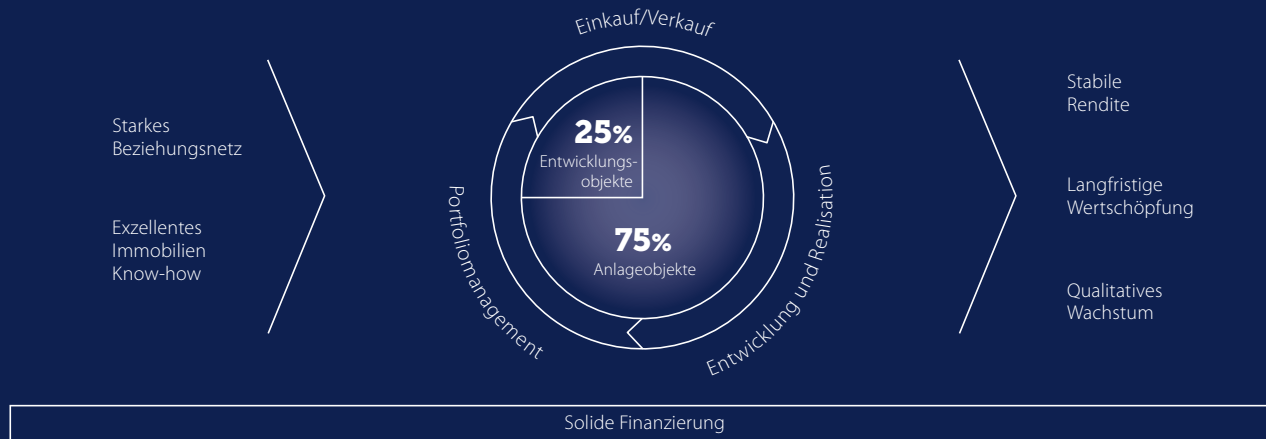 Starkes
Beziehungsnetz
Exzellentes
Immobilien
Know-how
Einkauf/Verkauf
25%
Entwicklungs-
objekte
75%
Anlageobjekte
Portfoliomanagement
Entwicklung und Realisation
Stabile
Rendite
Langfristige
Wertschöpfung
Qualitatives
Wachstum
Solide Finanzierung